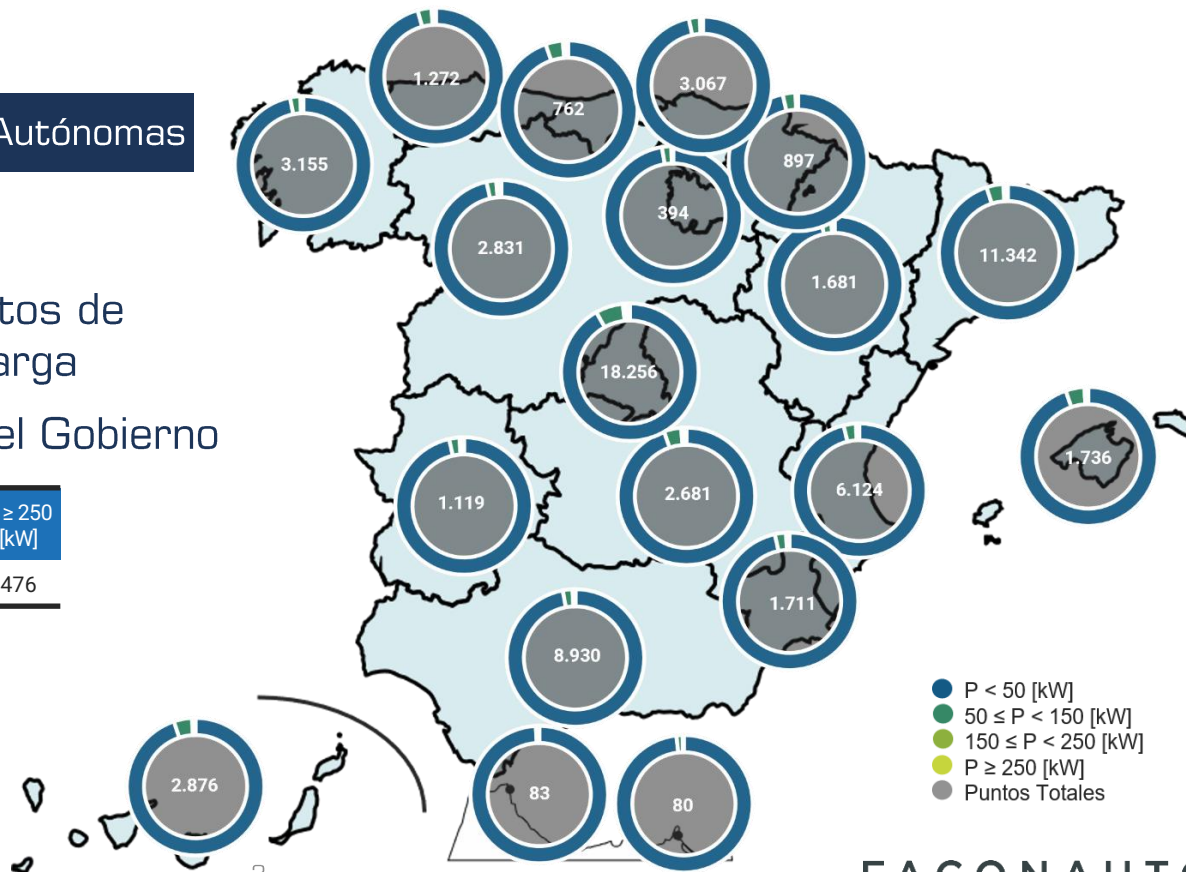 Autónomas
tos de
arga
el Gobierno
≥ 250
[kW]
476
1.272
762
3.067
3.155
897
394
2.831
11.342
1.681
18.256
1.736
1.119
2.681
6.124
1.711
8.930
2.876
83
80
P < 50 [kW]
50 ≤ P < 150 [kW]
150 ≤ P < 250 [kW]
P ≥ 250 [kW]
Puntos Totales